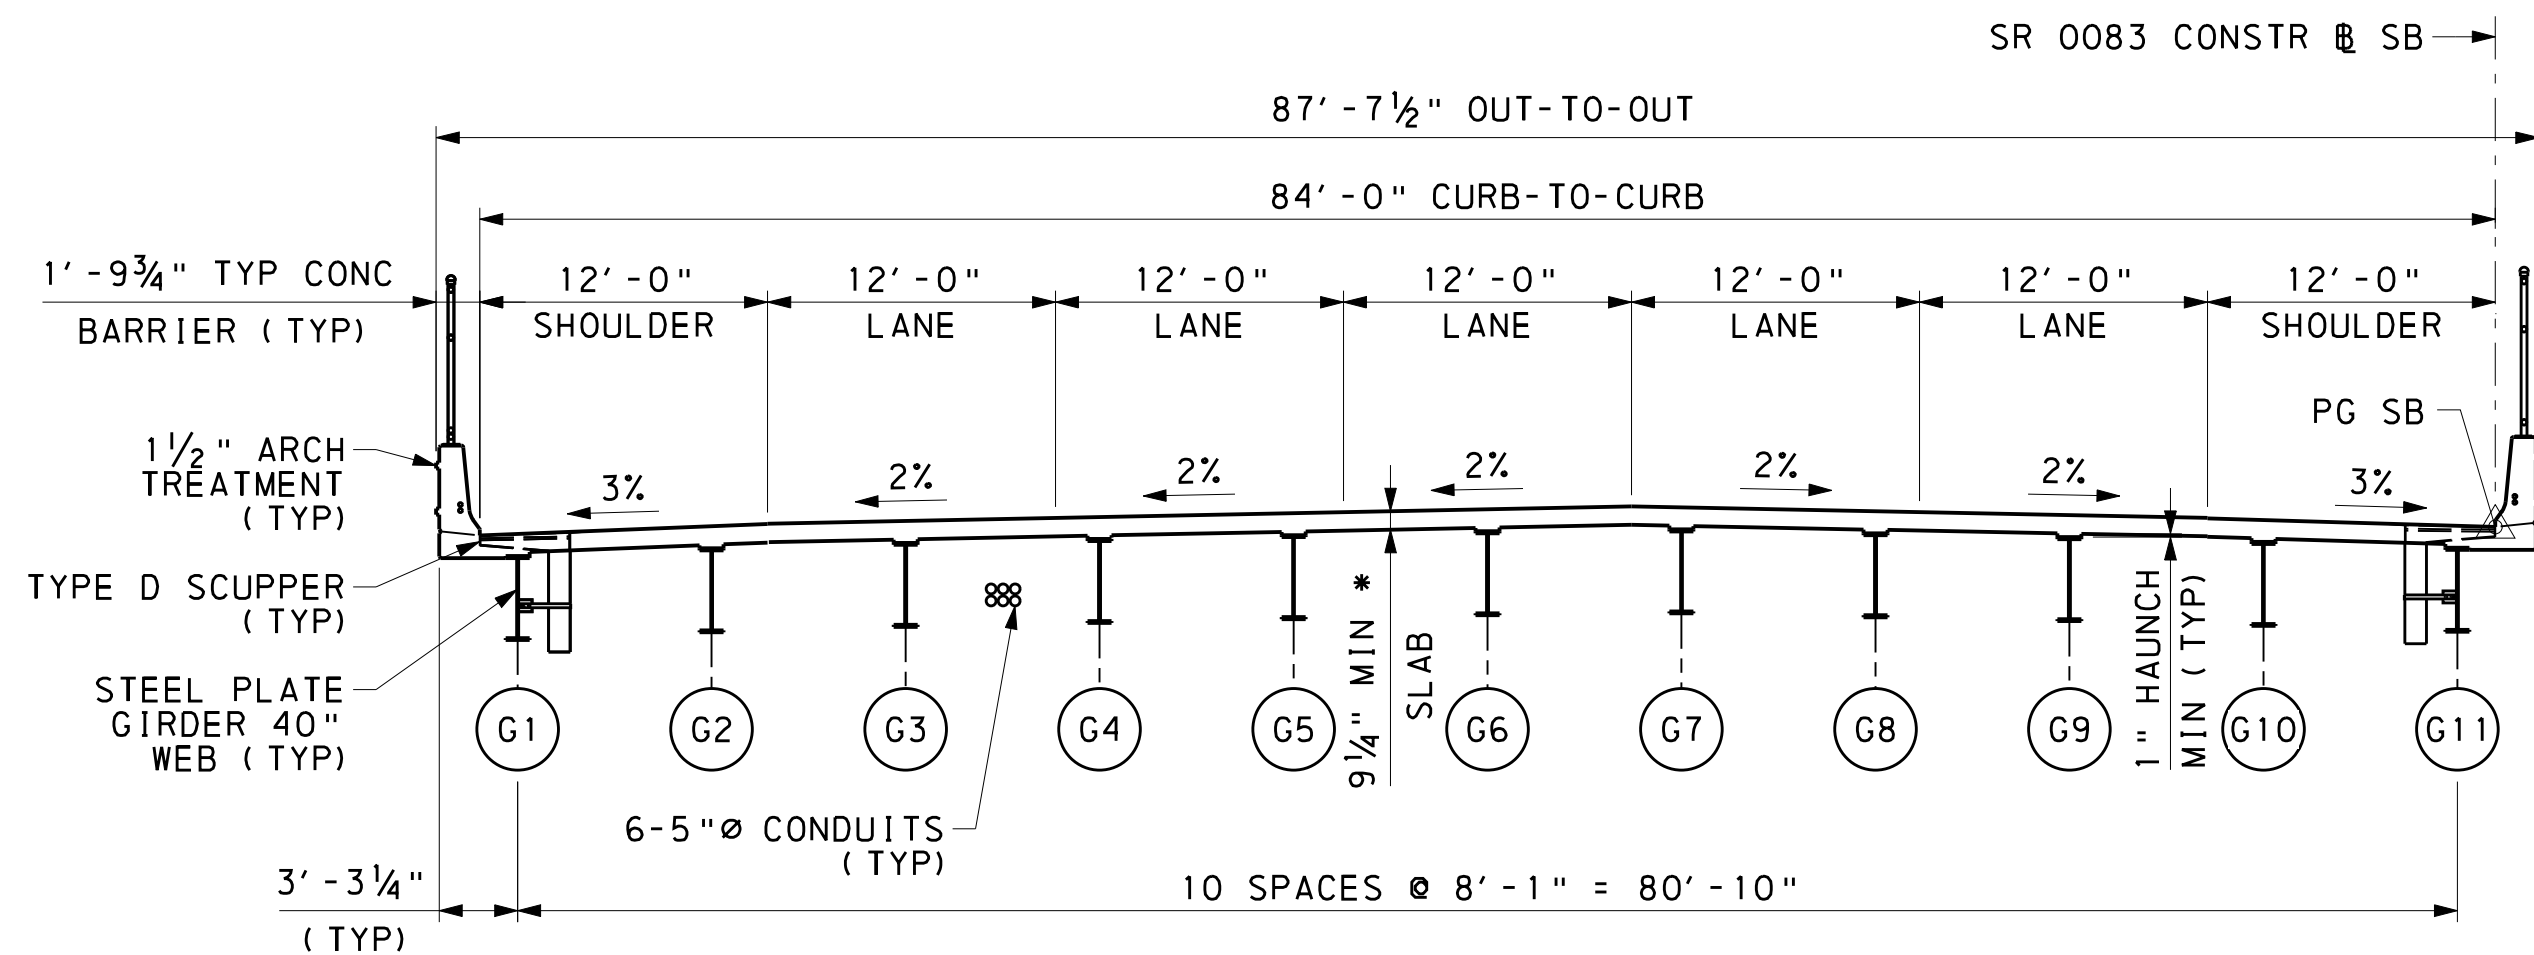 SR 0083 CONSTR ℄ SB
87'-7½" OUT-TO-OUT
84'-0" CURB-TO-CURB
1'-9¾" TYP CONC
BARRIER (TYP)
12'-0"
SHOULDER
12'-0"
LANE
12'-0"
LANE
12'-0"
LANE
12'-0"
LANE
12'-0"
LANE
12'-0"
SHOULDER
PG SB
1½" ARCH
TREATMENT
(TYP)
3%
2%
2%
2%
2%
2%
3%
TYPE D SCUPPER
(TYP)
STEEL PLATE
GIRDER 40"
WEB (TYP)
9¼" MIN *
SLAB
1" HAUNCH
MIN (TYP)
G1
G2
G3
G4
G5
G6
G7
G8
G9
G10
G11
6-5"Ø CONDUITS
(TYP)
3'-3¼"
(TYP)
10 SPACES @ 8'-1" = 80'-10"